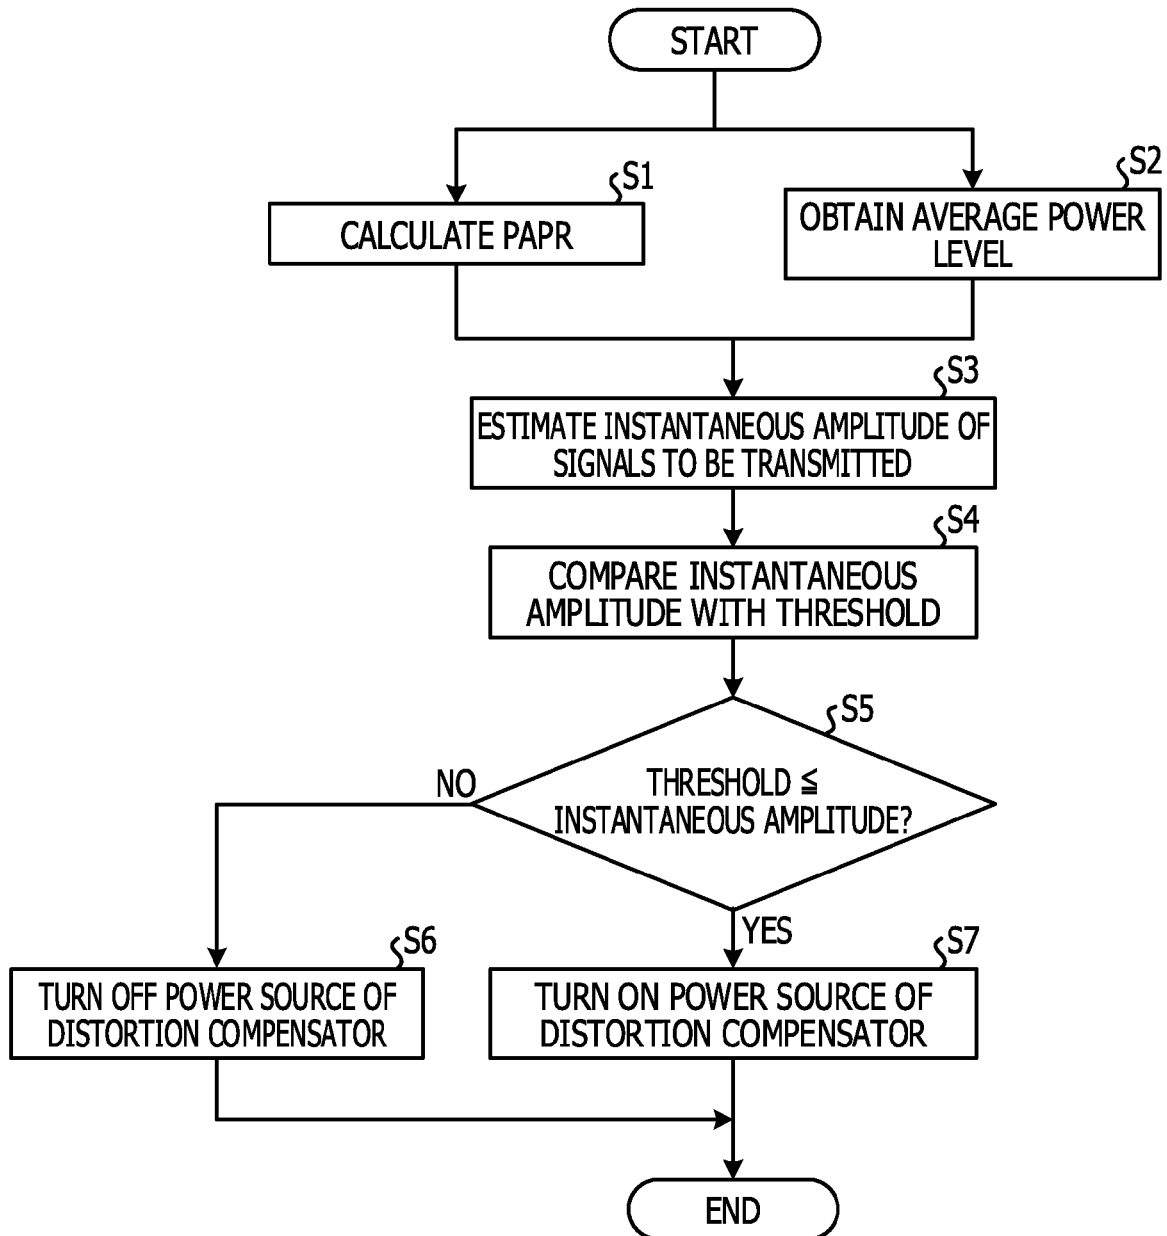 START
S1
CALCULATE PAPR
S2
OBTAIN AVERAGE POWER
LEVEL
S3
ESTIMATE INSTANTANEOUS AMPLITUDE OF
SIGNALS TO BE TRANSMITTED
S4
COMPARE INSTANTANEOUS
AMPLITUDE WITH THRESHOLD
S5
THRESHOLD ≦
INSTANTANEOUS AMPLITUDE?
NO
YES
S6
TURN OFF POWER SOURCE OF
DISTORTION COMPENSATOR
S7
TURN ON POWER SOURCE OF
DISTORTION COMPENSATOR
END